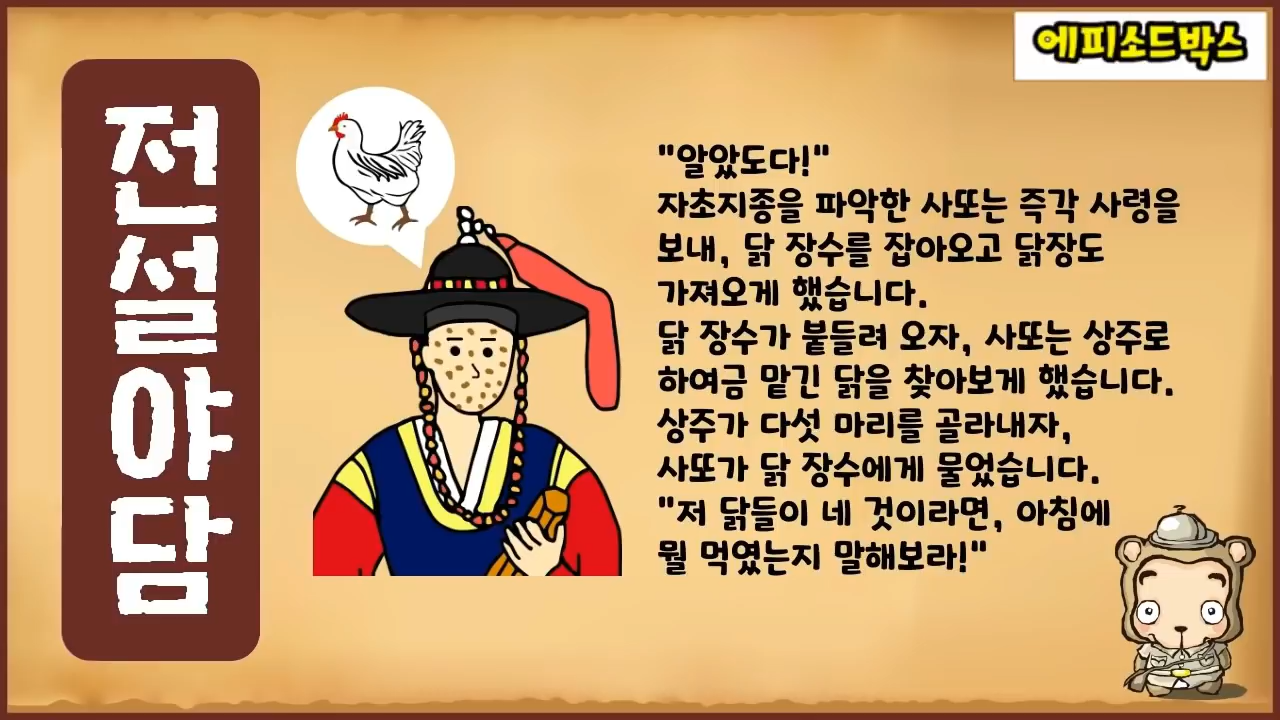 에피소드박스
전설야담
"알았도다!"
자초지종을 파악한 사또는 즉각 사령을
보내, 닭 장수를 잡아오고 닭장도
가져오게 했습니다.
닭 장수가 붙들려 오자, 사또는 상주로
하여금 맡긴 닭을 찾아보게 했습니다.
상주가 다섯 마리를 골라내자,
사또가 닭 장수에게 물었습니다.
"저 닭들이 네 것이라면, 아침에
뭘 먹였는지 말해보라!"